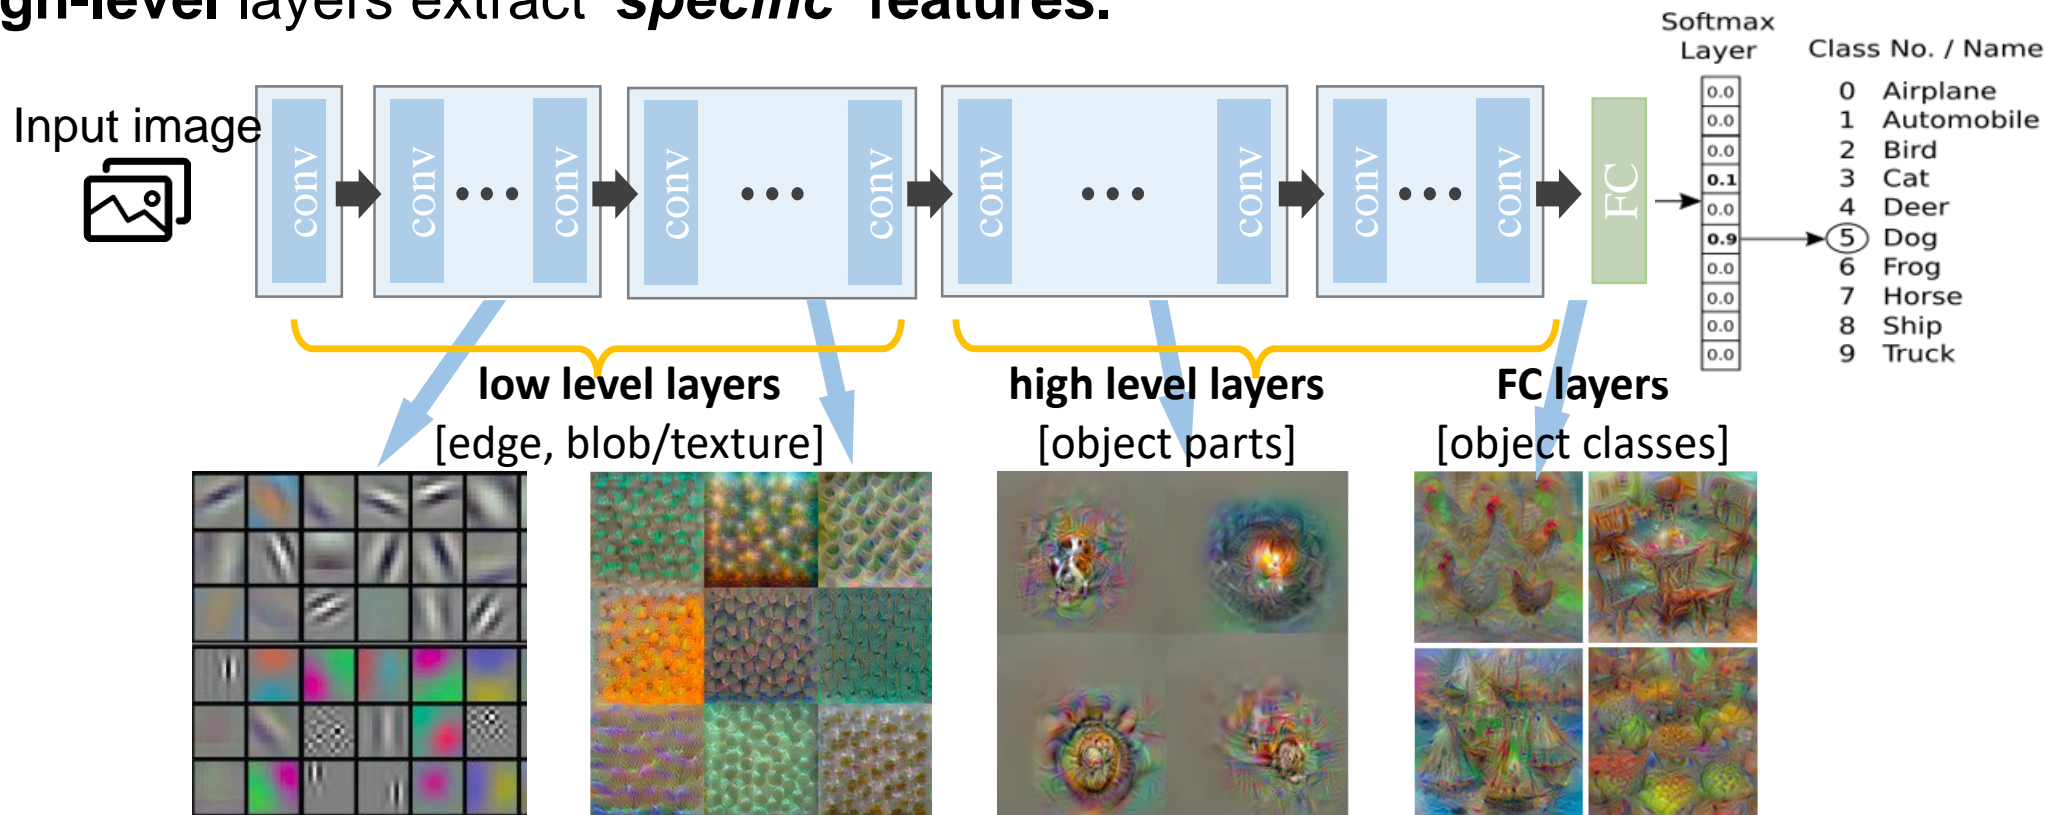 gh-level layers extract "specific" features.
Input image
conv
conv
conv
conv
conv
conv
conv
conv
conv
FC
Softmax
Layer
0.0
0.0
0.0
0.1
0.0
0.9
0.0
0.0
0.0
0.0
Class No. / Name
0 Airplane
1 Automobile
2 Bird
3 Cat
4 Deer
5 Dog
6 Frog
7 Horse
8 Ship
9 Truck
low level layers
[edge, blob/texture]
high level layers
[object parts]
FC layers
[object classes]